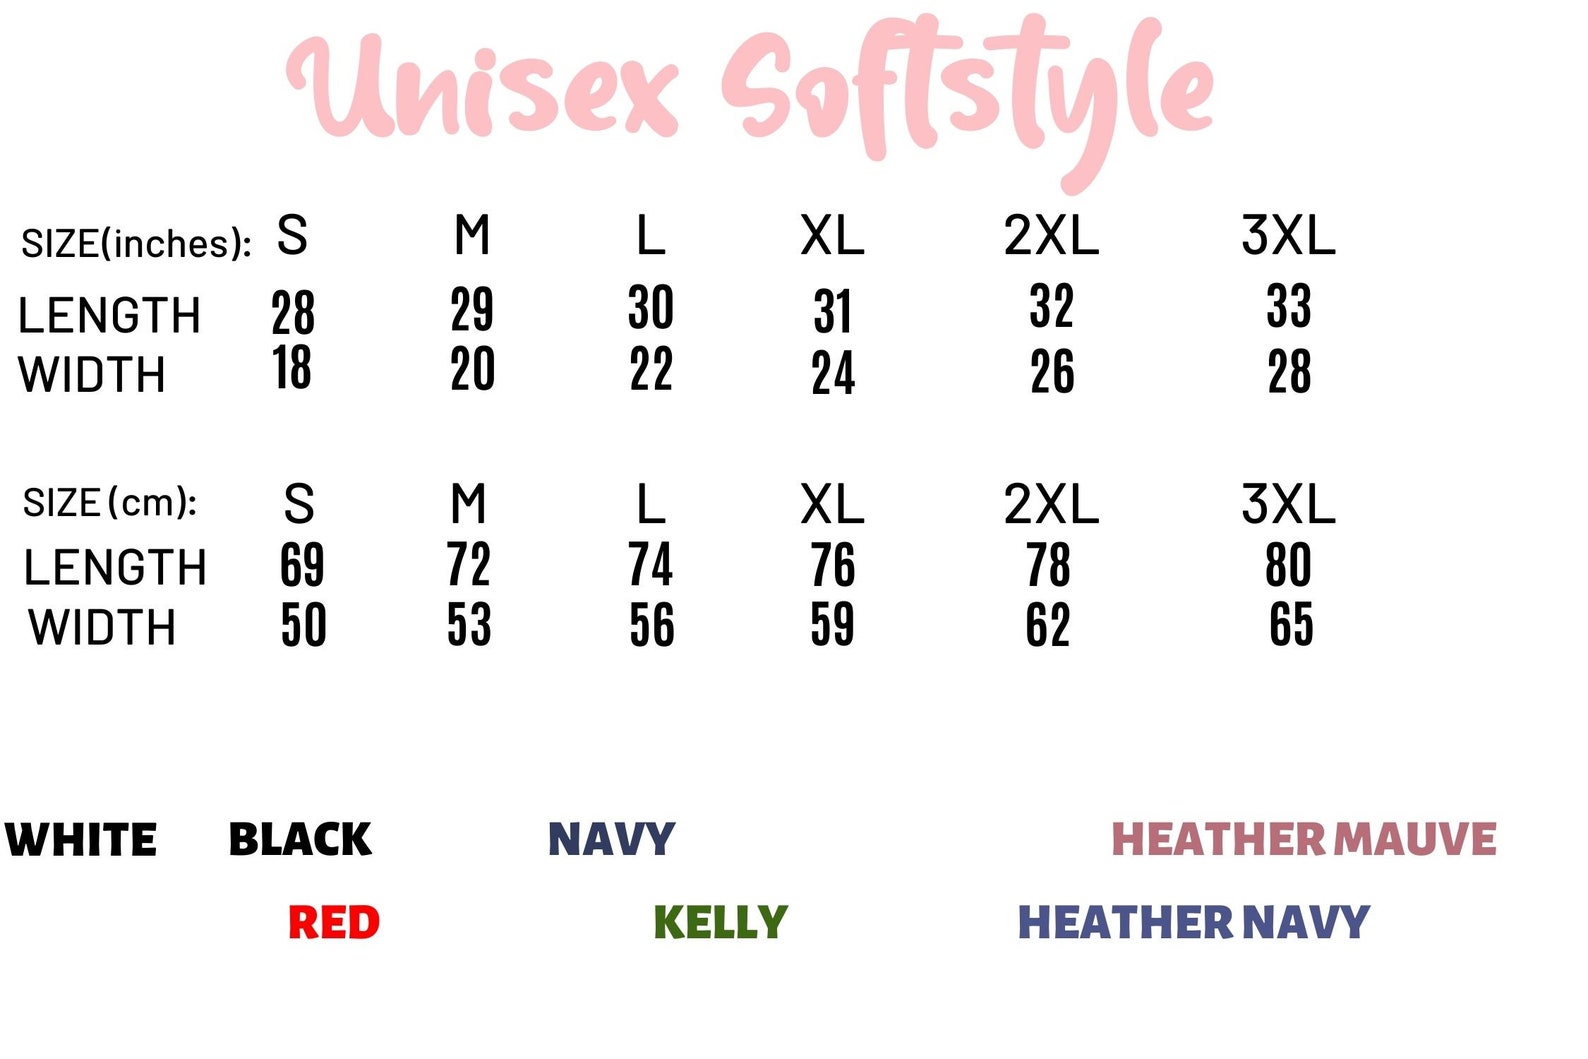 Unisex Softstyle
SIZE(inches): S M L XL 2XL 3XL
LENGTH 28 29 30 31 32 33
WIDTH 18 20 22 24 26 28
SIZE (cm): S M L XL 2XL 3XL
LENGTH 69 72 74 76 78 80
WIDTH 50 53 56 59 62 65
WHITE BLACK NAVY HEATHER MAUVE
RED KELLY HEATHER NAVY